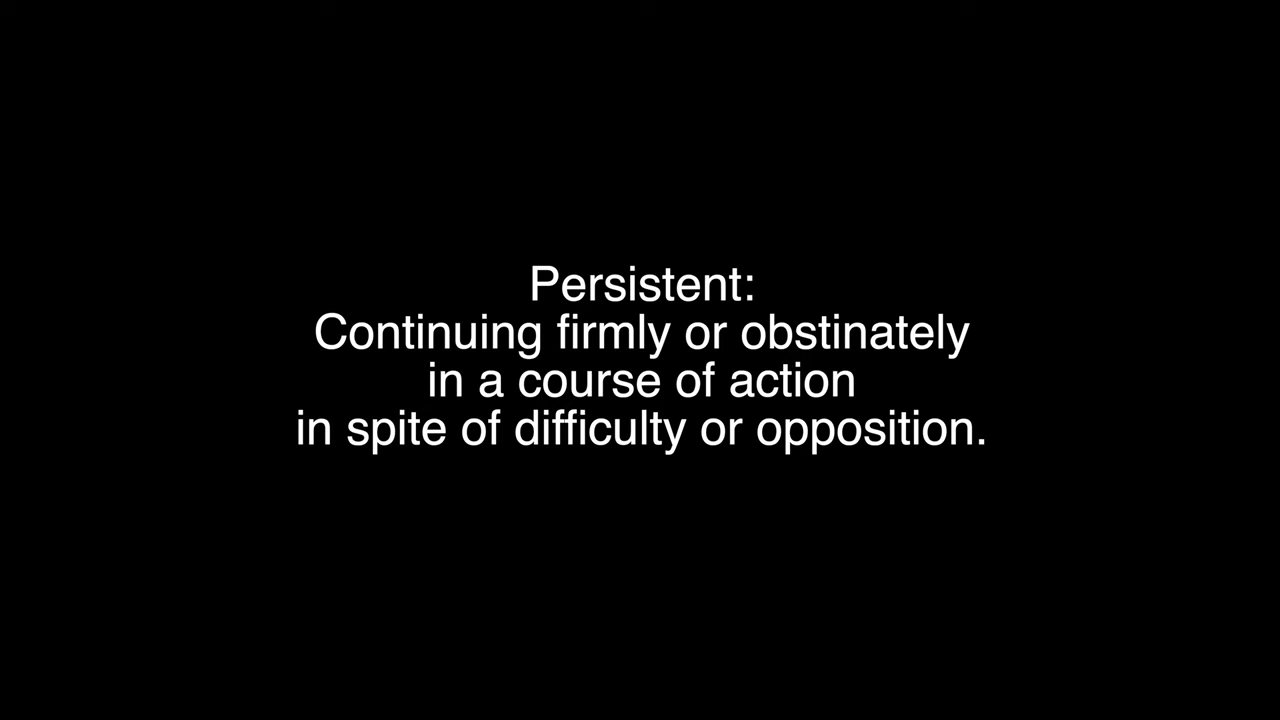 Persistent:
Continuing firmly or obstinately
in a course of action
in spite of difficulty or opposition.